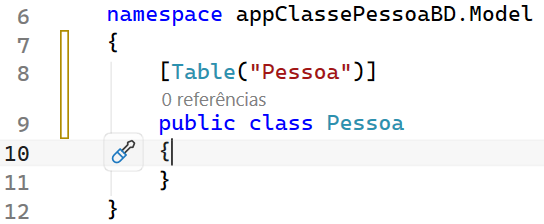 6 namespace appClassePessoaBD.Model
7 {
8 [Table("Pessoa")]
0 referências
9 public class Pessoa
10 {
11 }
12 }